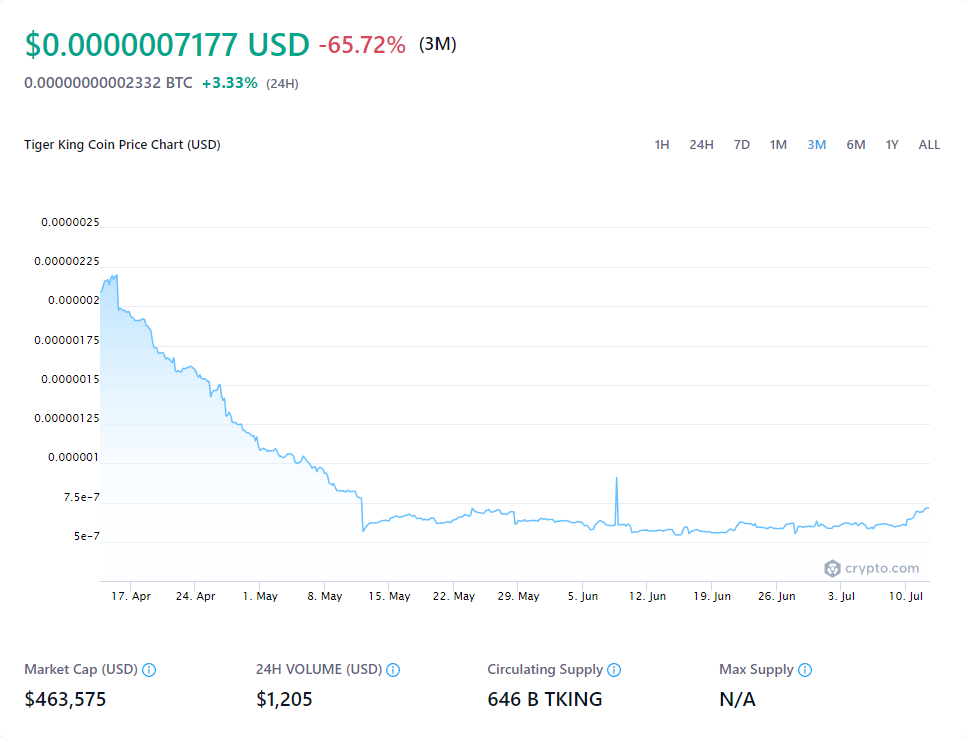 $0.0000007177 USD -65.72% (3M)
0.00000000002332 BTC +3.33% (24H)
Tiger King Coin Price Chart (USD)
1H 24H 7D 1M 3M 6M 1Y ALL
0.0000025
0.00000225
0.000002
0.00000175
0.0000015
0.00000125
0.000001
7.5e-7
5e-7
crypto.com
17. Apr 24. Apr 1. May 8. May 15. May 22. May 29. May 5. Jun 12. Jun 19. Jun 26. Jun 3. Jul 10. Jul
Market Cap (USD) 24H VOLUME (USD) Circulating Supply Max Supply
$463,575 $1,205 646 B TKING N/A